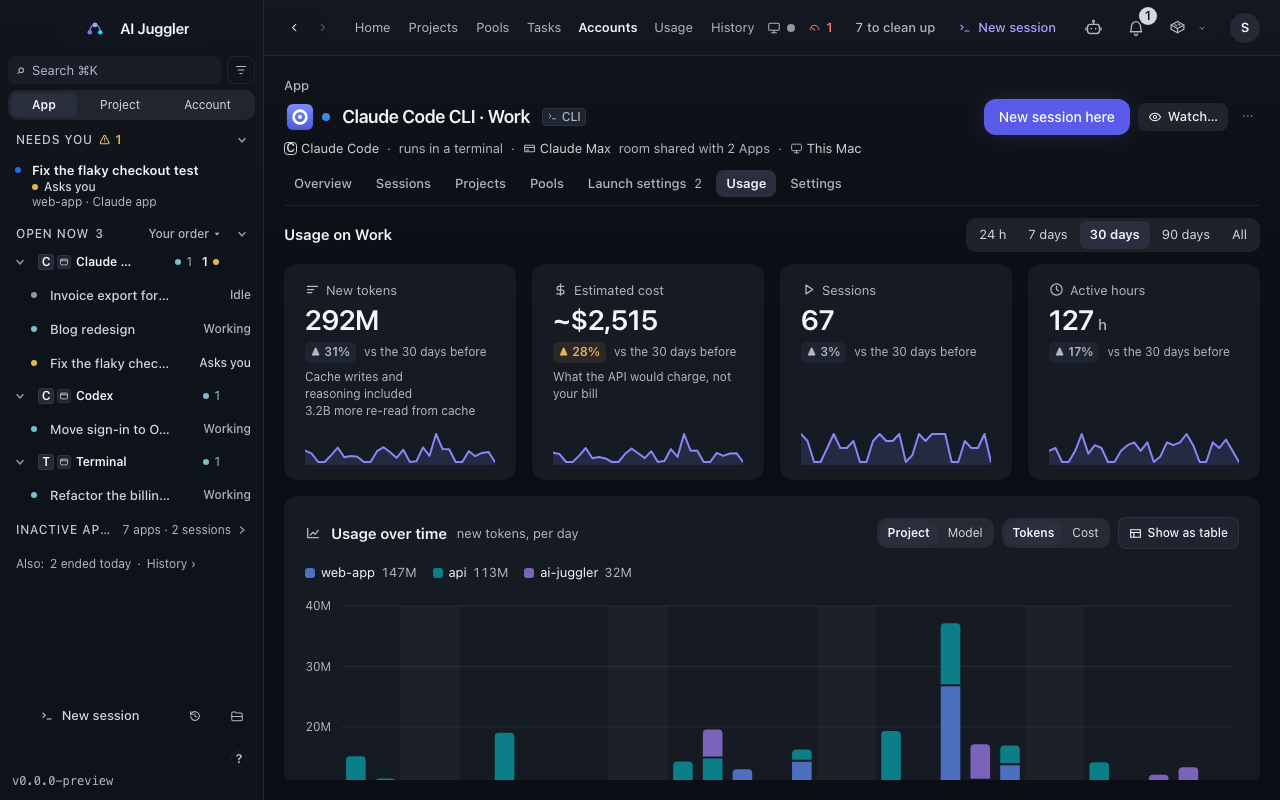 AI Juggler
Search ⌘K
App
Project
Account
NEEDS YOU 1
Fix the flaky checkout test
Asks you
web-app · Claude app
OPEN NOW 3
Your order
C Claude ... 1 1
Invoice export for... Idle
Blog redesign Working
Fix the flaky chec... Asks you
C Codex 1
Move sign-in to O... Working
T Terminal 1
Refactor the billin... Working
INACTIVE AP... 7 apps · 2 sessions
Also: 2 ended today · History ›
New session
?
v0.0.0-preview
Home Projects Pools Tasks Accounts Usage History 1 7 to clean up New session 1 S
App
Claude Code CLI · Work CLI
New session here
Watch...
C Claude Code · runs in a terminal · Claude Max room shared with 2 Apps · This Mac
Overview Sessions Projects Pools Launch settings 2 Usage Settings
Usage on Work
24 h 7 days 30 days 90 days All
New tokens
292M
31% vs the 30 days before
Cache writes and
reasoning included
3.2B more re-read from cache
Estimated cost
~$2,515
28% vs the 30 days before
What the API would charge, not
your bill
Sessions
67
3% vs the 30 days before
Active hours
127 h
17% vs the 30 days before
Usage over time new tokens, per day
Project Model
Tokens Cost
Show as table
web-app 147M api 113M ai-juggler 32M
40M
30M
20M